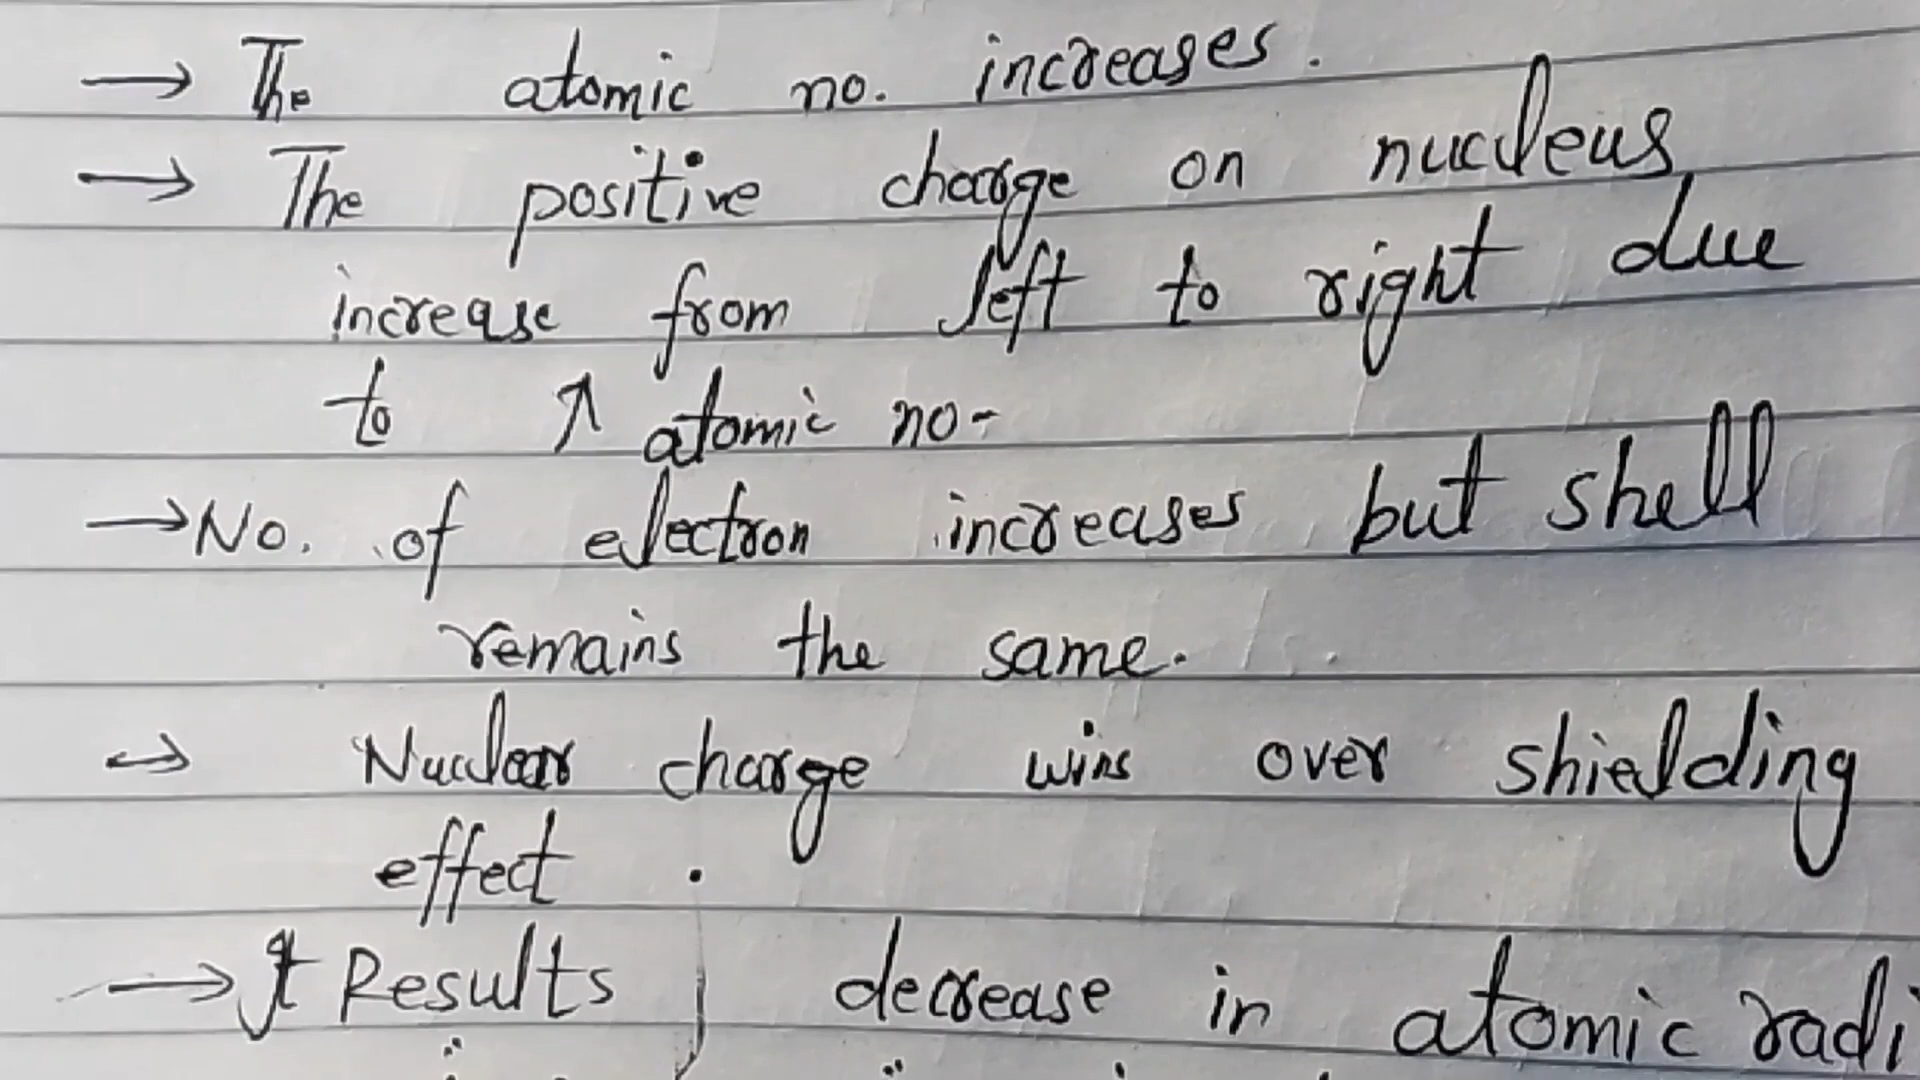 → The atomic no. increases.
→ The positive charge on nucleus
increase from left to right due
to ↑ atomic no-
→ No. of electron increases but shell
remains the same.
→ Nuclear charge wins over shielding
effect .
→ It Results decrease in atomic radi